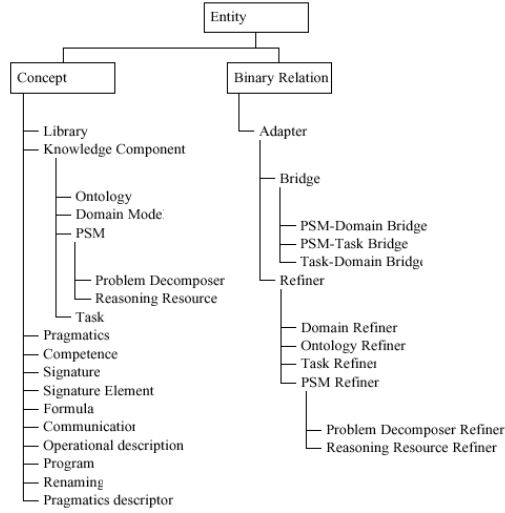 Entity
Concept
Binary Relation
Library
Knowledge Component
Ontology
Domain Model
PSM
Problem Decomposer
Reasoning Resource
Task
Pragmatics
Competence
Signature
Signature Element
Formula
Communication
Operational description
Program
Renaming
Pragmatics descriptor
Adapter
Bridge
PSM-Domain Bridge
PSM-Task Bridge
Task-Domain Bridge
Refiner
Domain Refiner
Ontology Refiner
Task Refiner
PSM Refiner
Problem Decomposer Refiner
Reasoning Resource Refiner